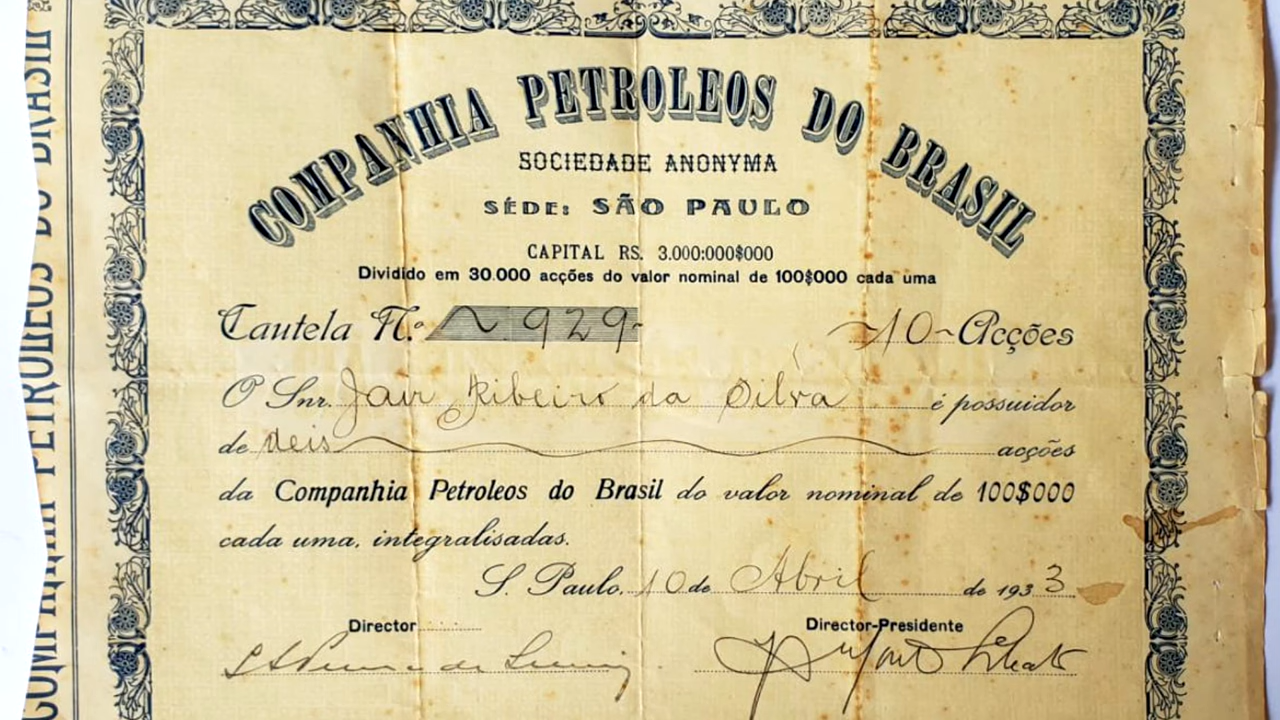 COMPANHIA PETROLEOS DO BRASIL
COMPANHIA PETROLEOS DO BRASIL
SOCIEDADE ANONYMA
SÉDE: SÃO PAULO
CAPITAL RS. 3.000:000$000
Dividido em 30.000 acções do valor nominal de 100$000 cada uma
Cautela N.º ~ 929- ~10~ Acções
O Snr. Jair Ribeiro da Silva é possuidor
de deis acções
da Companhia Petroleos do Brasil do valor nominal de 100$000
cada uma, integralisadas.
S. Paulo, 10 de Abril de 1933
Director Director-Presidente